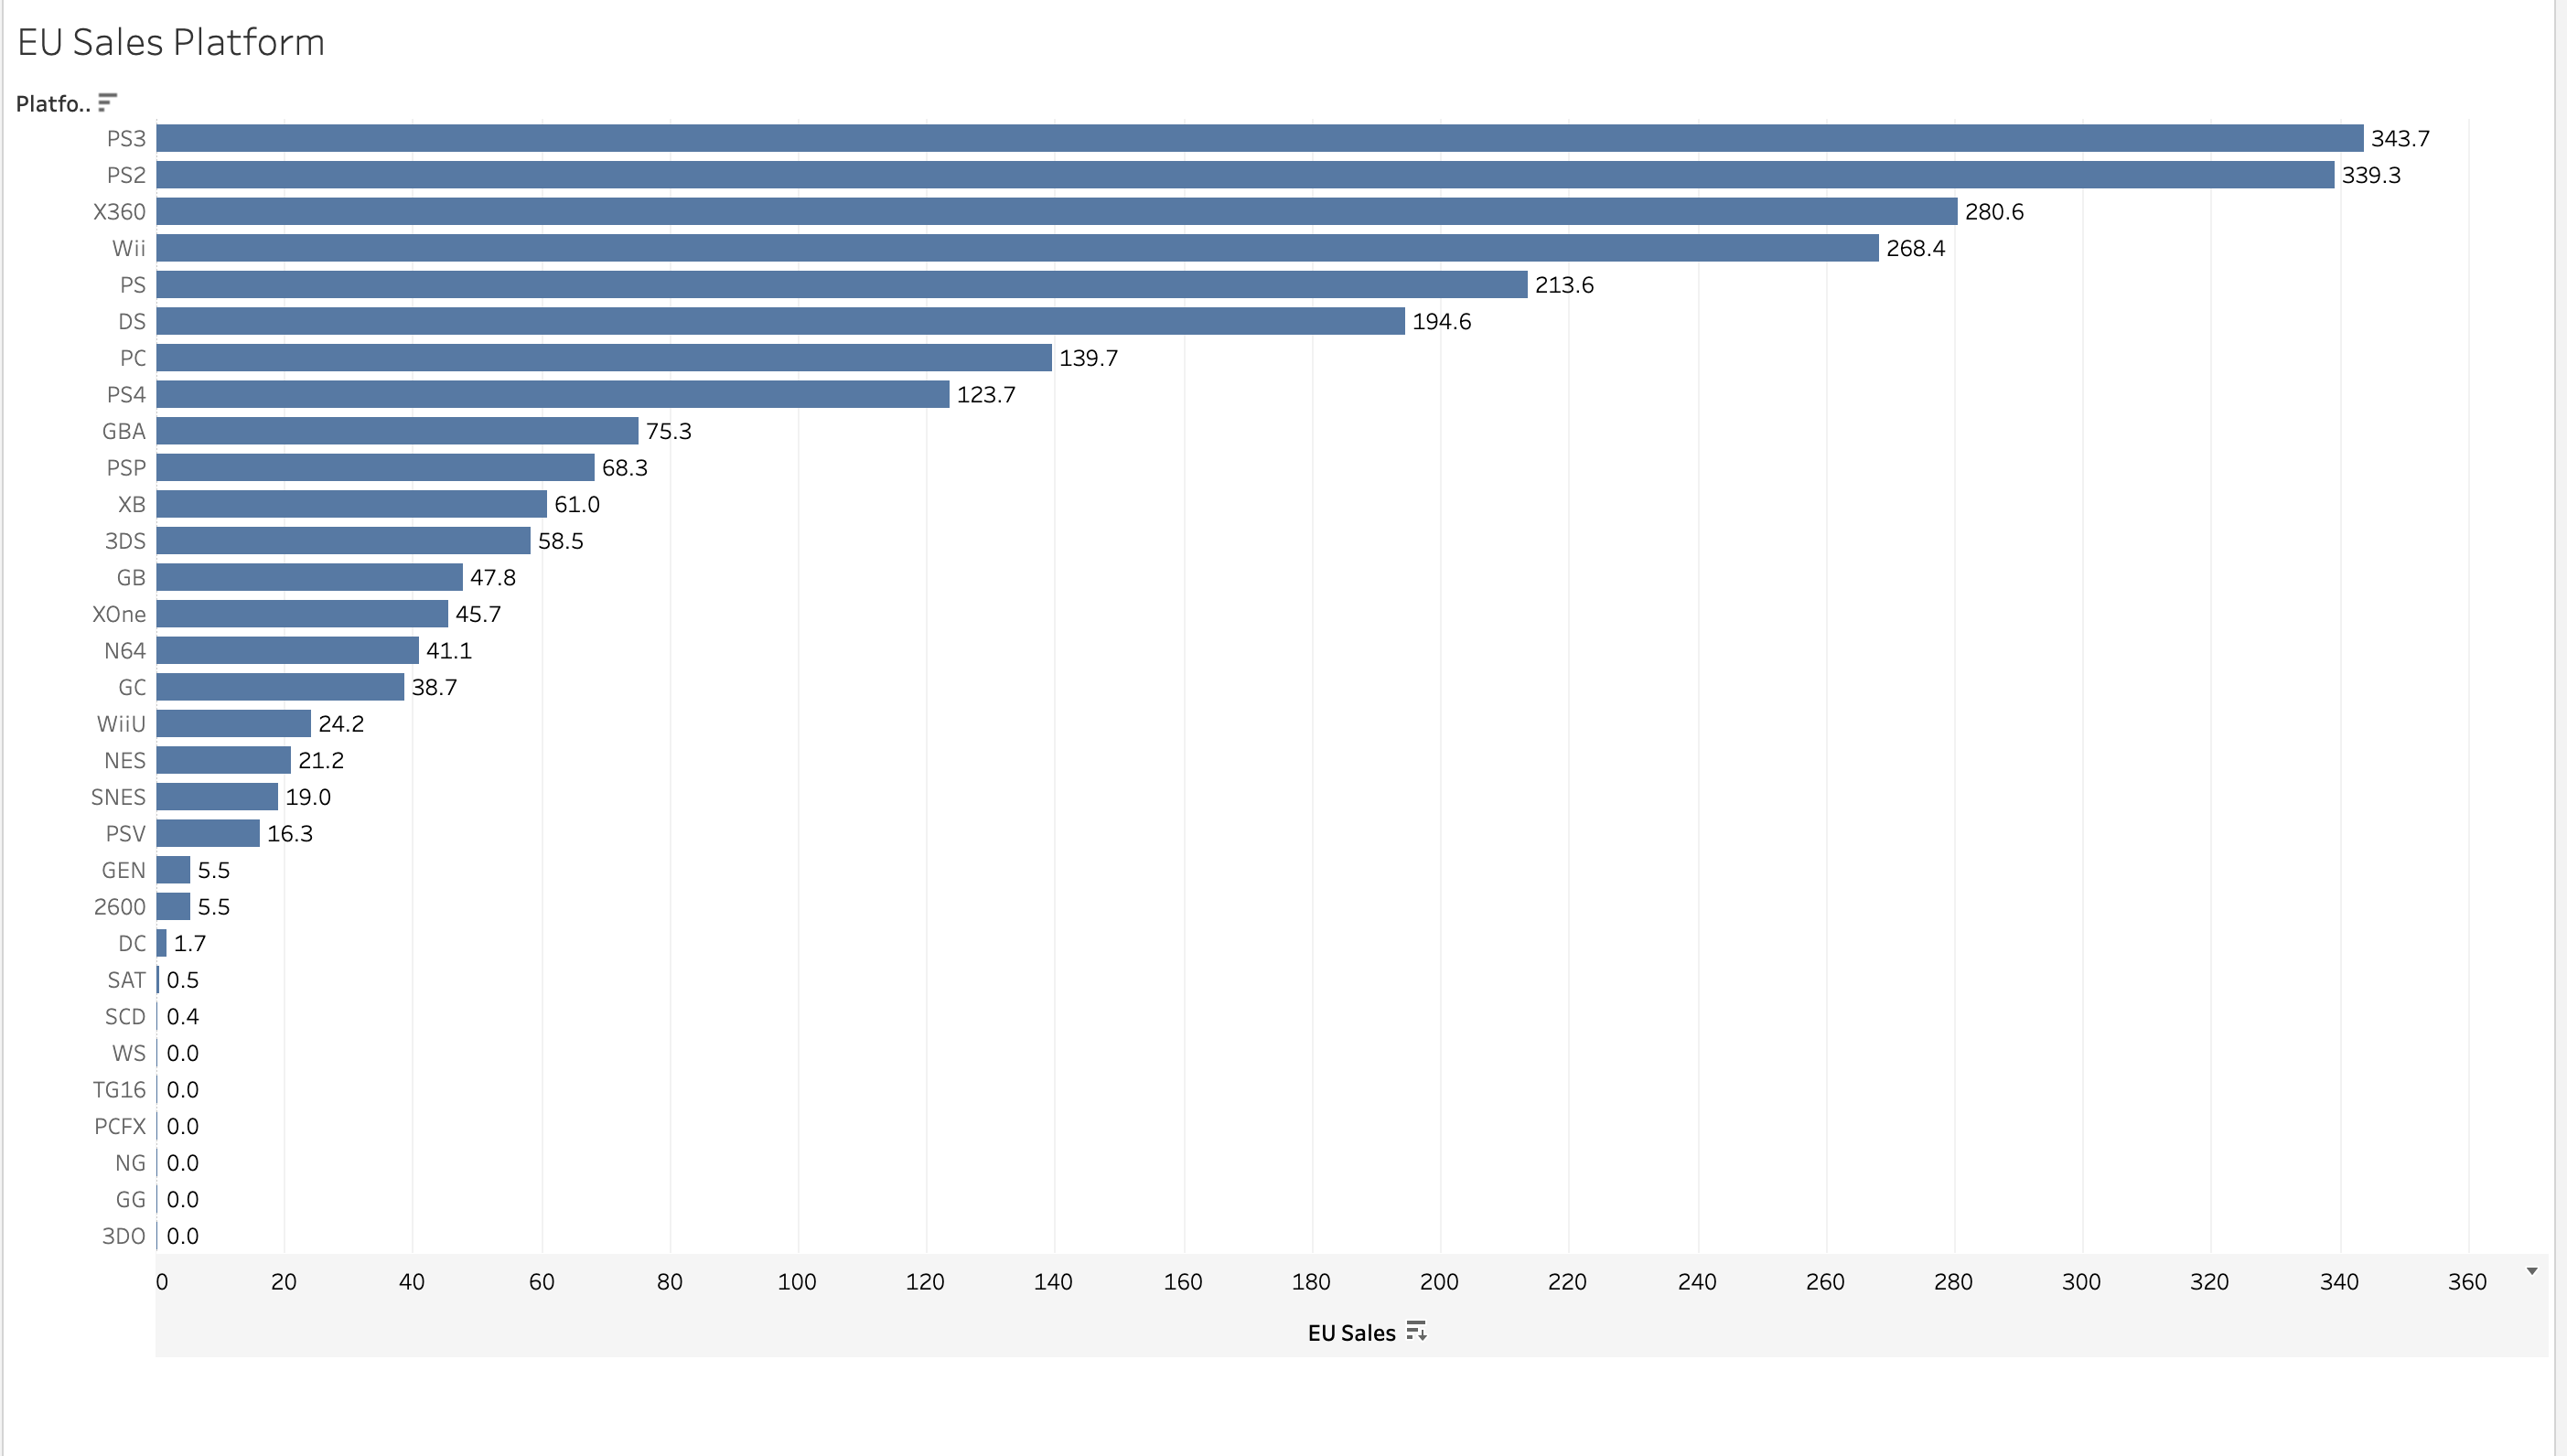 EU Sales Platform
Platfo..
PS3 343.7
PS2 339.3
X360 280.6
Wii 268.4
PS 213.6
DS 194.6
PC 139.7
PS4 123.7
GBA 75.3
PSP 68.3
XB 61.0
3DS 58.5
GB 47.8
XOne 45.7
N64 41.1
GC 38.7
WiiU 24.2
NES 21.2
SNES 19.0
PSV 16.3
GEN 5.5
2600 5.5
DC 1.7
SAT 0.5
SCD 0.4
WS 0.0
TG16 0.0
PCFX 0.0
NG 0.0
GG 0.0
3DO 0.0
0 20 40 60 80 100 120 140 160 180 200 220 240 260 280 300 320 340 360
EU Sales